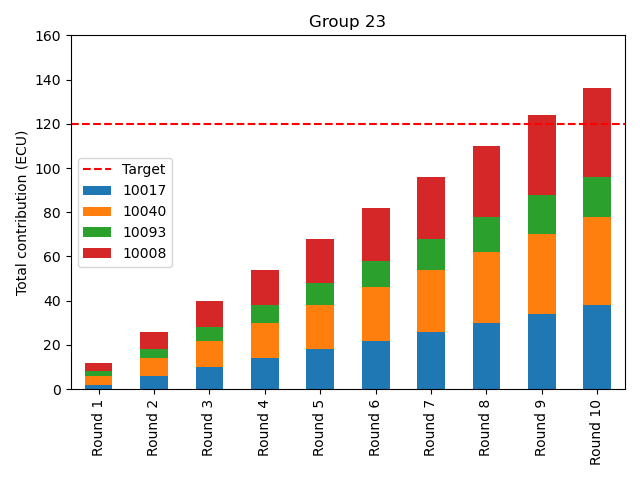 Group 23
Total contribution (ECU)
160
140
120
100
80
60
40
20
0
Target
10017
10040
10093
10008
Round 1
Round 2
Round 3
Round 4
Round 5
Round 6
Round 7
Round 8
Round 9
Round 10